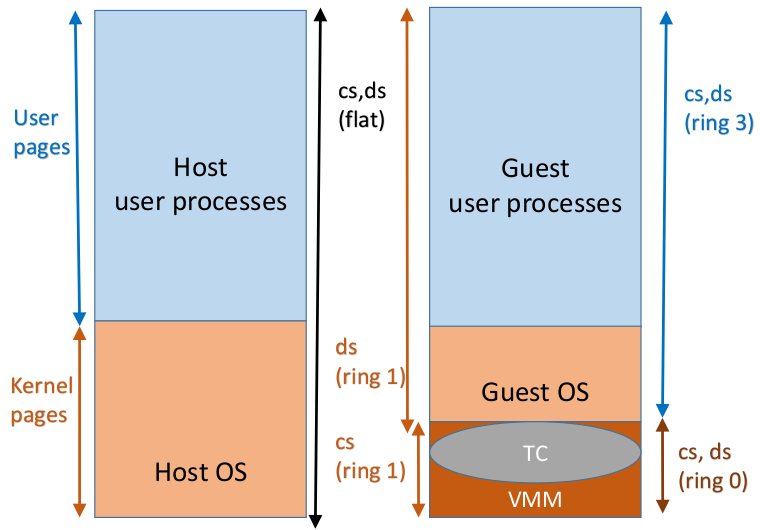 User
pages
Kernel
pages
Host
user processes
Host OS
cs,ds
(flat)
ds
(ring 1)
cs
(ring 1)
Guest
user processes
Guest OS
TC
VMM
cs,ds
(ring 3)
cs, ds
(ring 0)